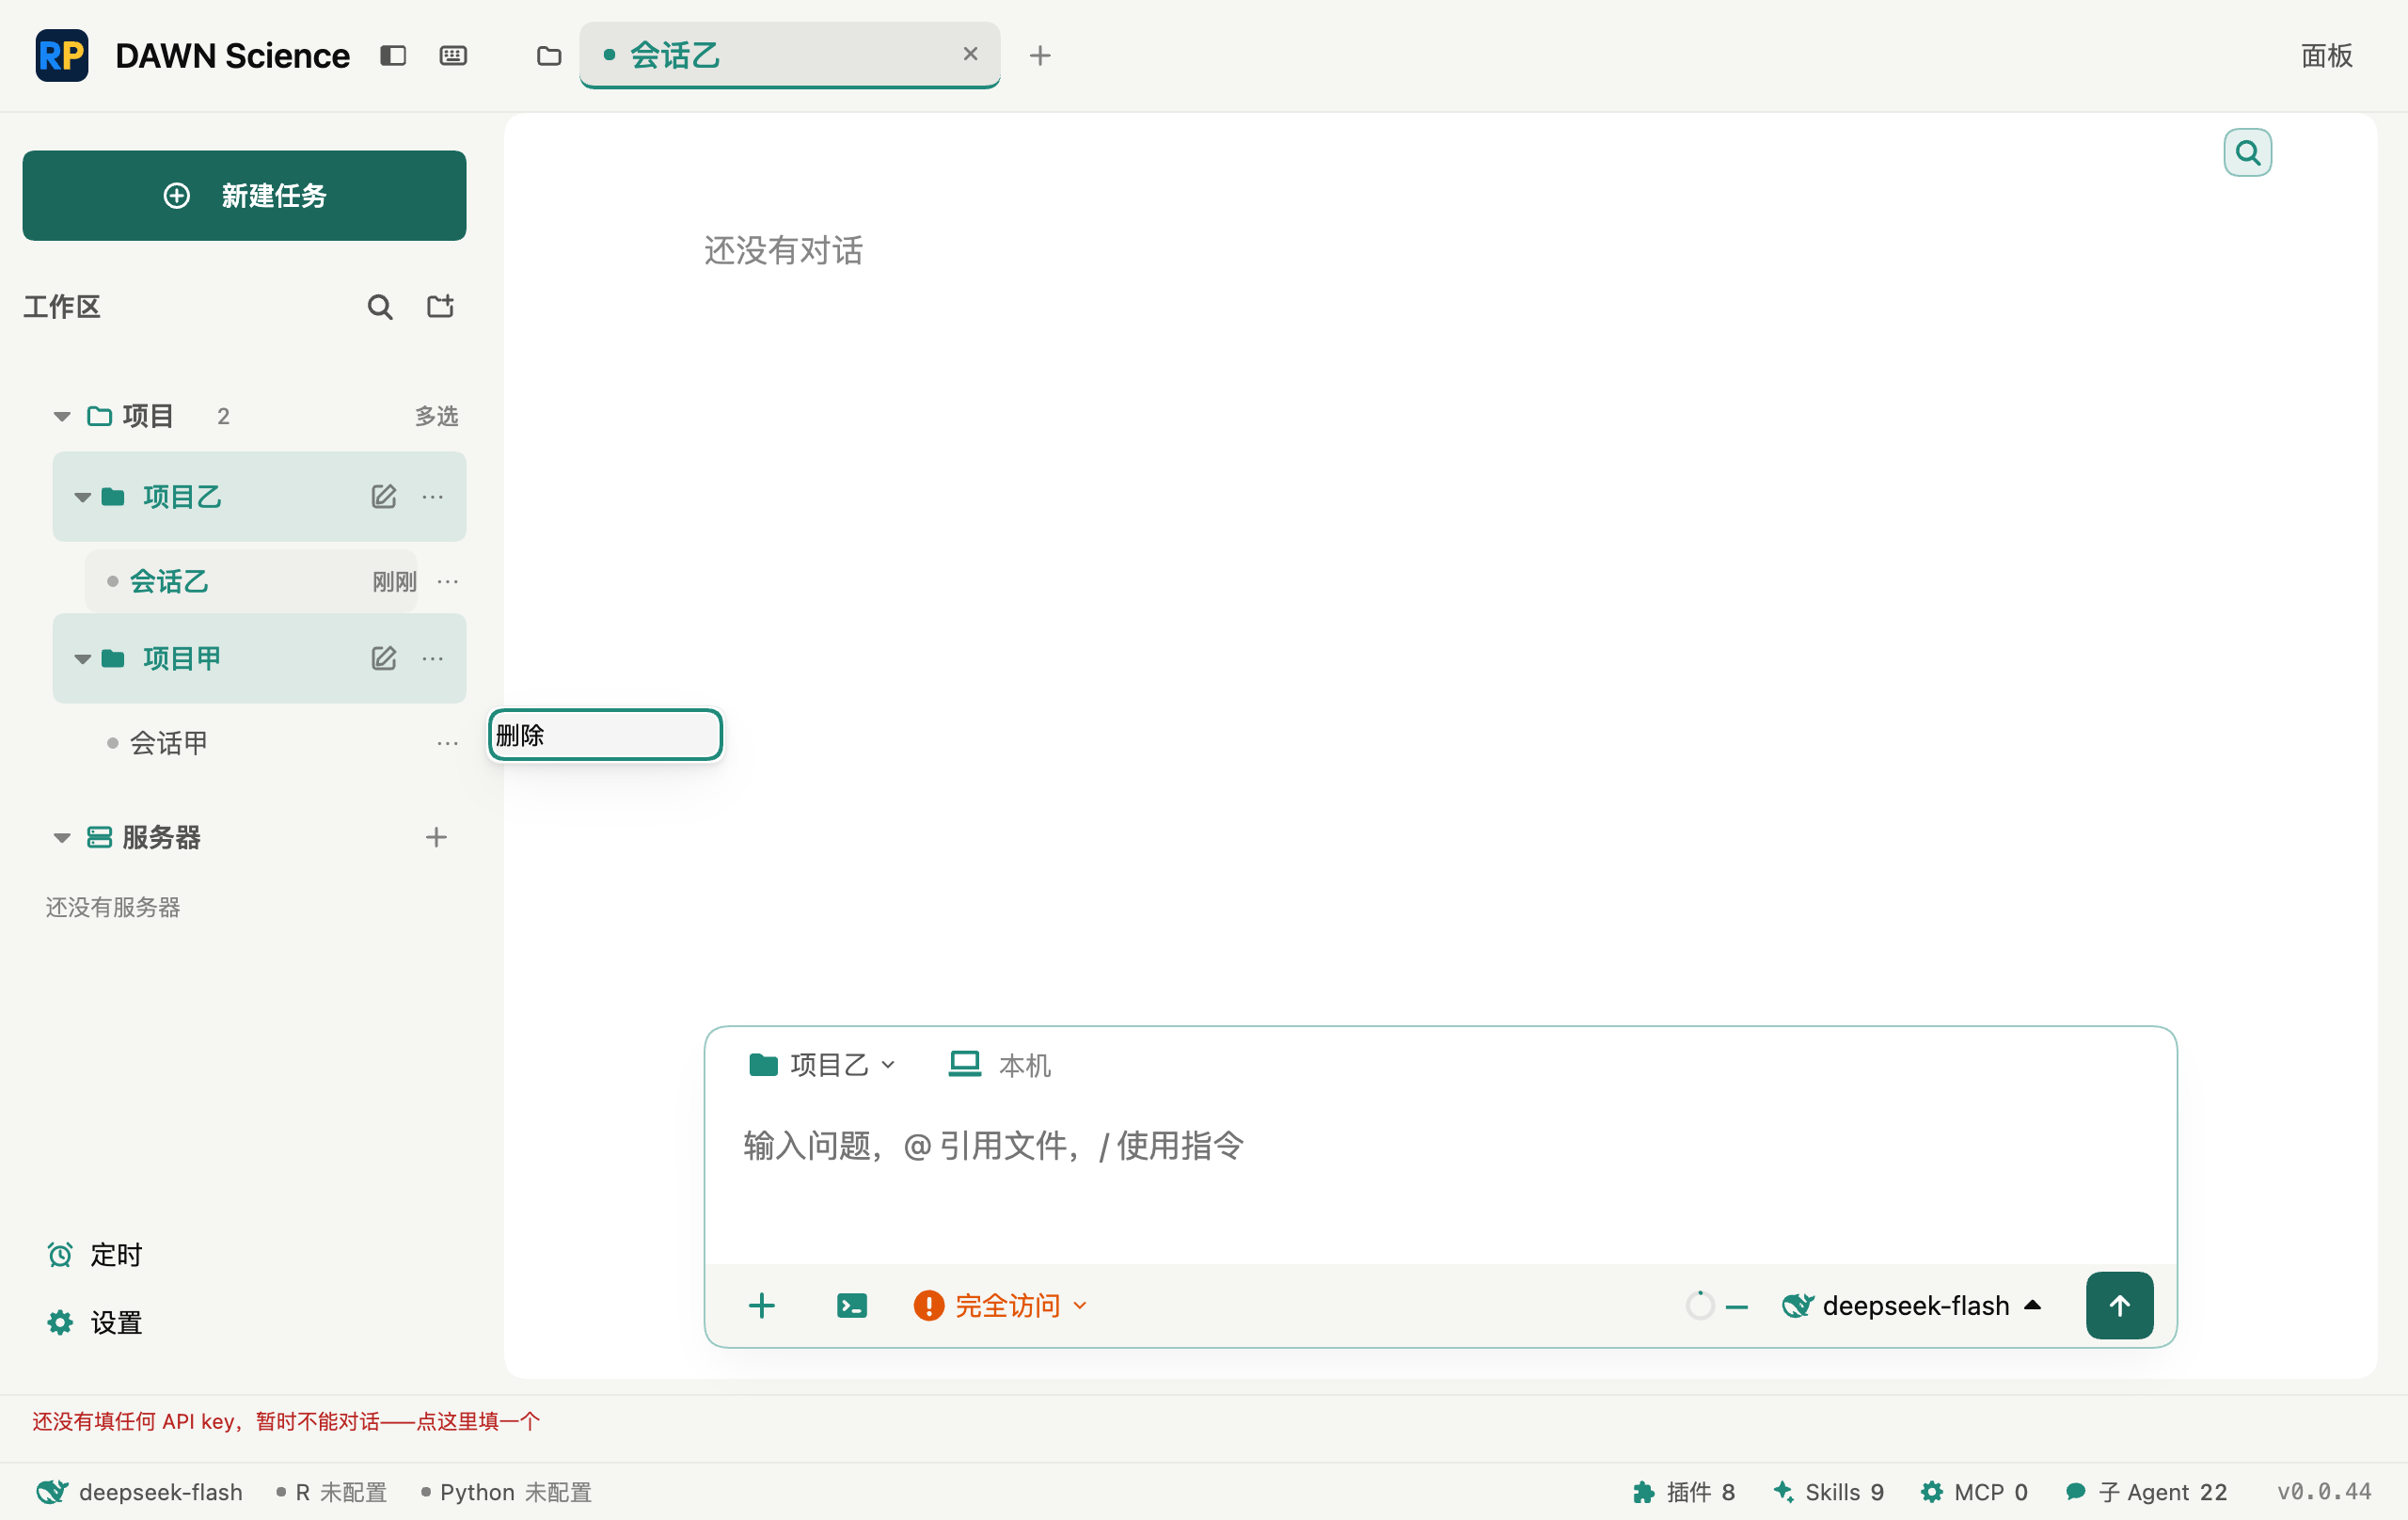 RP DAWN Science
会话乙
面板
新建任务
工作区
项目 2 多选
项目乙
会话乙 刚刚
项目甲
会话甲
删除
服务器
还没有服务器
定时
设置
还没有对话
项目乙 本机
输入问题，@ 引用文件，/ 使用指令
完全访问 deepseek-flash
还没有填任何 API key，暂时不能对话——点这里填一个
deepseek-flash R 未配置 Python 未配置 插件 8 Skills 9 MCP 0 子 Agent 22 v0.0.44